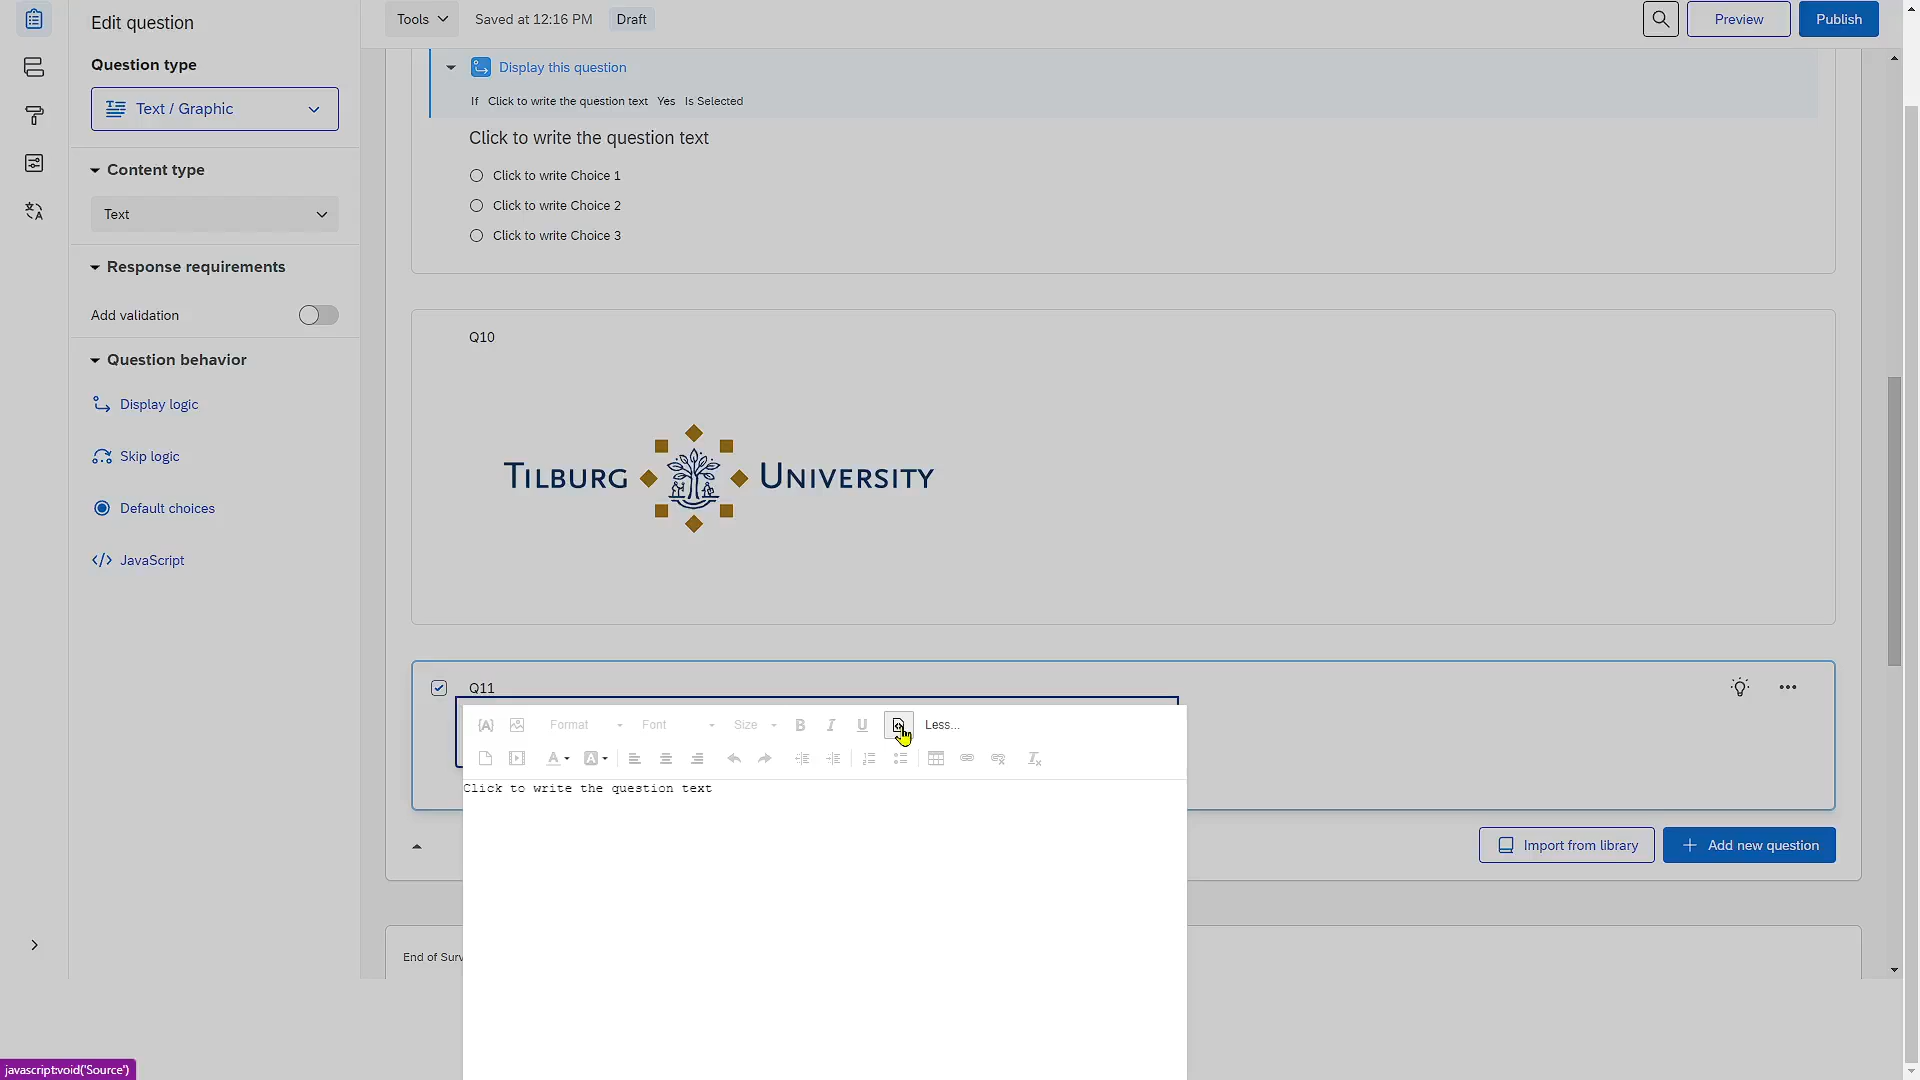 Edit question
Tools
Saved at 12:16 PM
Draft
Preview
Publish
Question type
Text / Graphic
Content type
Text
Response requirements
Add validation
Question behavior
Display logic
Skip logic
Default choices
JavaScript
Display this question
If Click to write the question text Yes Is Selected
Click to write the question text
Click to write Choice 1
Click to write Choice 2
Click to write Choice 3
Q10
TILBURG UNIVERSITY
Q11
Format Font Size B I U Less...
Click to write the question text
Import from library
Add new question
End of Surv
javascript:void('Source')